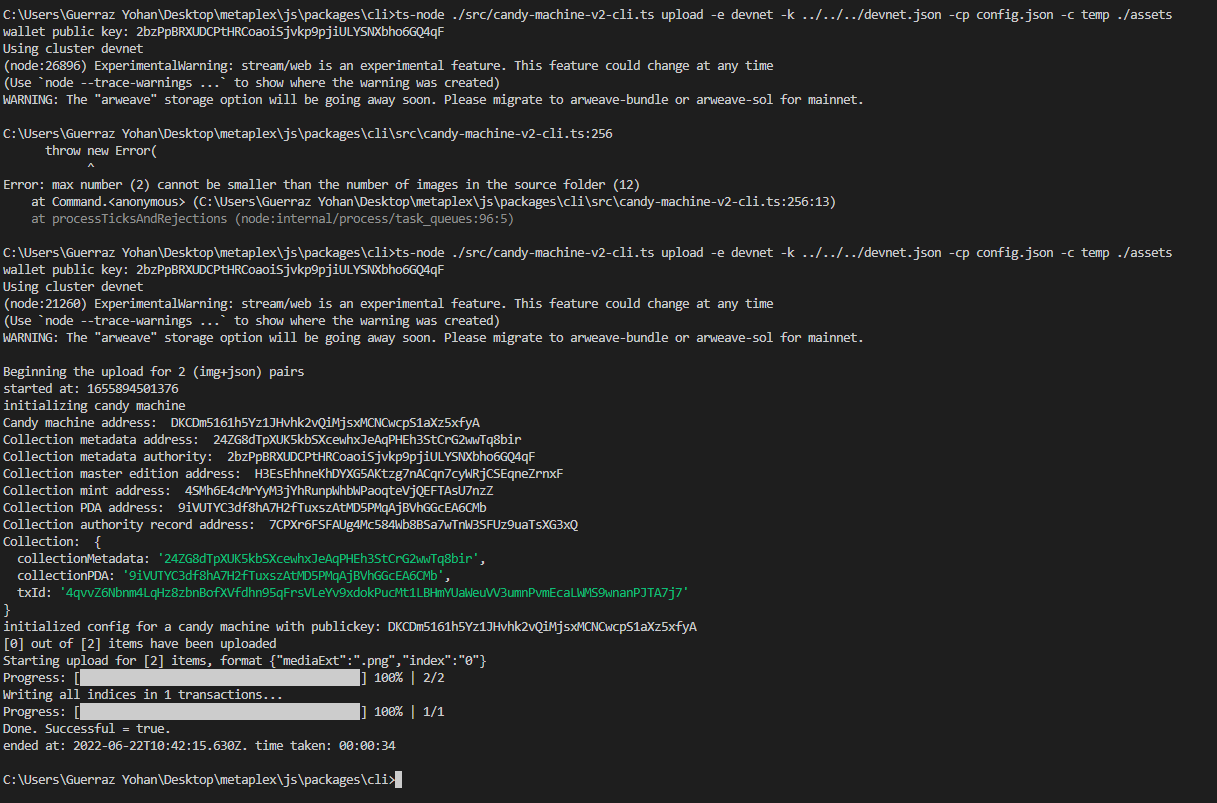 C:\Users\Guerraz Yohan\Desktop\metaplex\js\packages\cli>ts-node ./src/candy-machine-v2-cli.ts upload -e devnet -k ../../../devnet.json -cp config.json -c temp ./assets
wallet public key: 2bzPpBRXUDCPtHRCoaoiSjvkp9pjiULYSNXbho6GQ4qF
Using cluster devnet
(node:26896) ExperimentalWarning: stream/web is an experimental feature. This feature could change at any time
(Use `node --trace-warnings ...` to show where the warning was created)
WARNING: The "arweave" storage option will be going away soon. Please migrate to arweave-bundle or arweave-sol for mainnet.
C:\Users\Guerraz Yohan\Desktop\metaplex\js\packages\cli\src\candy-machine-v2-cli.ts:256
throw new Error(
^
Error: max number (2) cannot be smaller than the number of images in the source folder (12)
at Command.<anonymous> (C:\Users\Guerraz Yohan\Desktop\metaplex\js\packages\cli\src\candy-machine-v2-cli.ts:256:13)
at processTicksAndRejections (node:internal/process/task_queues:96:5)
C:\Users\Guerraz Yohan\Desktop\metaplex\js\packages\cli>ts-node ./src/candy-machine-v2-cli.ts upload -e devnet -k ../../../devnet.json -cp config.json -c temp ./assets
wallet public key: 2bzPpBRXUDCPtHRCoaoiSjvkp9pjiULYSNXbho6GQ4qF
Using cluster devnet
(node:21260) ExperimentalWarning: stream/web is an experimental feature. This feature could change at any time
(Use `node --trace-warnings ...` to show where the warning was created)
WARNING: The "arweave" storage option will be going away soon. Please migrate to arweave-bundle or arweave-sol for mainnet.
Beginning the upload for 2 (img+json) pairs
started at: 1655894501376
initializing candy machine
Candy machine address:  DKCDm5161h5Yz1JHvhk2vQiMjsxMCNCwcpS1aXz5xfyA
Collection metadata address:  24ZG8dTpXUK5kbSXcewhxJeAqPHEh3StCrG2wwTq8bir
Collection metadata authority:  2bzPpBRXUDCPtHRCoaoiSjvkp9pjiULYSNXbho6GQ4qF
Collection master edition address:  H3EsEhhneKhDYXG5AKtzg7nACqn7cyWRjCSEqneZrnxF
Collection mint address:  4SMh6E4cMrYyM3jYhRunpWhbWPaoqteVjQEFTAsU7nzZ
Collection PDA address:  9iVUTYC3df8hA7H2fTuxszAtMD5PMqAjBVhGGcEA6CMb
Collection authority record address:  7CPXr6FSFAUg4Mc584Wb8BSa7wTnW3SFUz9uaTsXG3xQ
Collection:  {
collectionMetadata: '24ZG8dTpXUK5kbSXcewhxJeAqPHEh3StCrG2wwTq8bir',
collectionPDA: '9iVUTYC3df8hA7H2fTuxszAtMD5PMqAjBVhGGcEA6CMb',
txId: '4qvvZ6Nbnm4LqHz8zbnBofXVfdhn95qFrsVLeYv9xdokPucMt1LBHmYUaWeuVV3umnPvmEcaLWMS9wnanPJTA7j7'
}
initialized config for a candy machine with publickey: DKCDm5161h5Yz1JHvhk2vQiMjsxMCNCwcpS1aXz5xfyA
[0] out of [2] items have been uploaded
Starting upload for [2] items, format {"mediaExt":".png","index":"0"}
Progress: [] 100% | 2/2
Writing all indices in 1 transactions...
Progress: [] 100% | 1/1
Done. Successful = true.
ended at: 2022-06-22T10:42:15.630Z. time taken: 00:00:34
C:\Users\Guerraz Yohan\Desktop\metaplex\js\packages\cli>